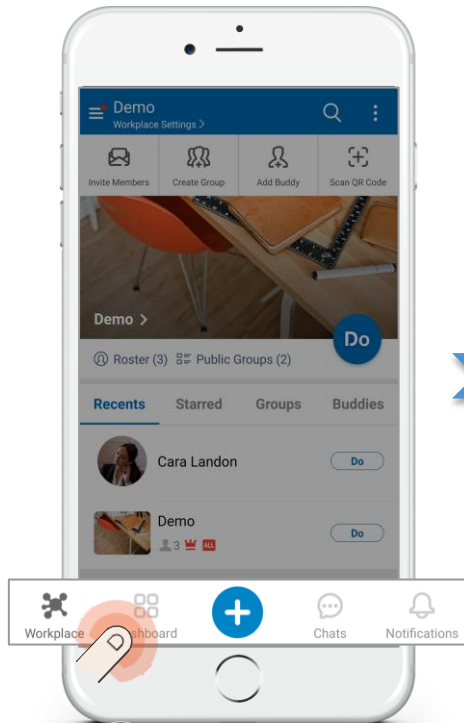 Demo
Workplace Settings >
Invite Members
Create Group
Add Buddy
Scan QR Code
Demo >
Do
Roster (3) Public Groups (2)
Recents Starred Groups Buddies
Cara Landon Do
Demo
3 ALL Do
Workplace shboard Chats Notifications